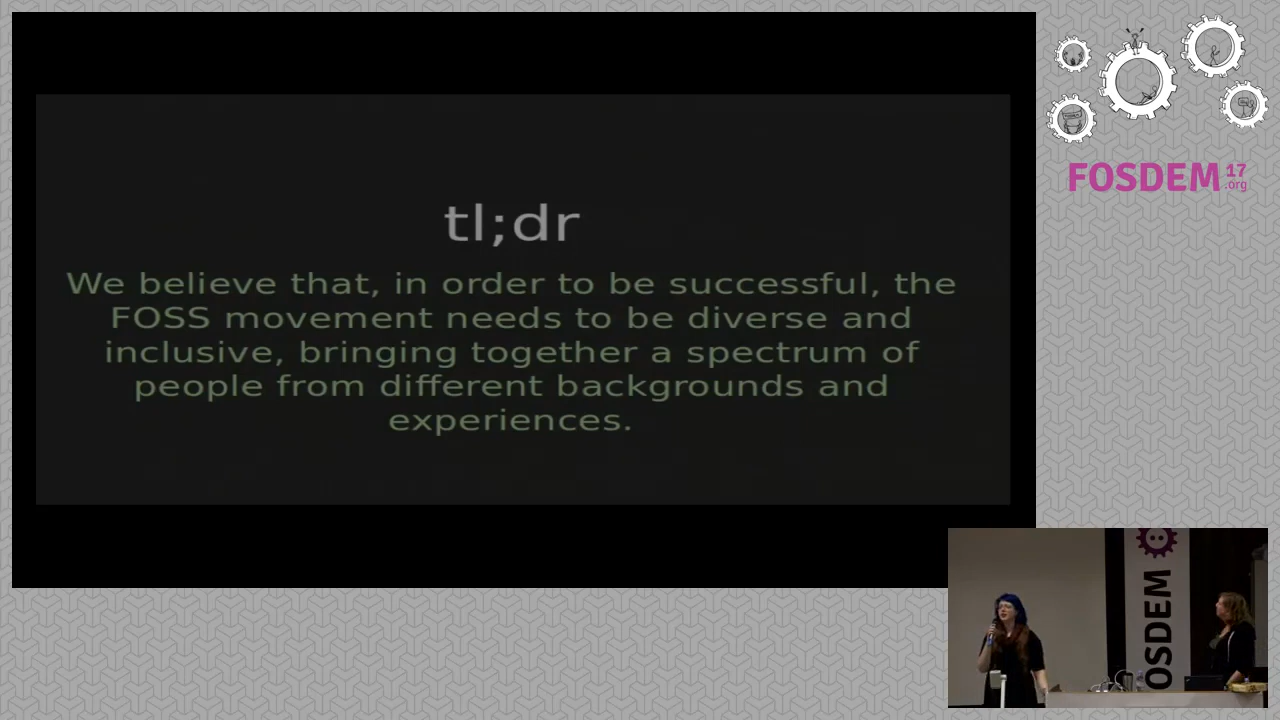 tl;dr
We believe that, in order to be successful, the
FOSS movement needs to be diverse and
inclusive, bringing together a spectrum of
people from different backgrounds and
experiences.
FOSDEM 17
.org
OSDEM